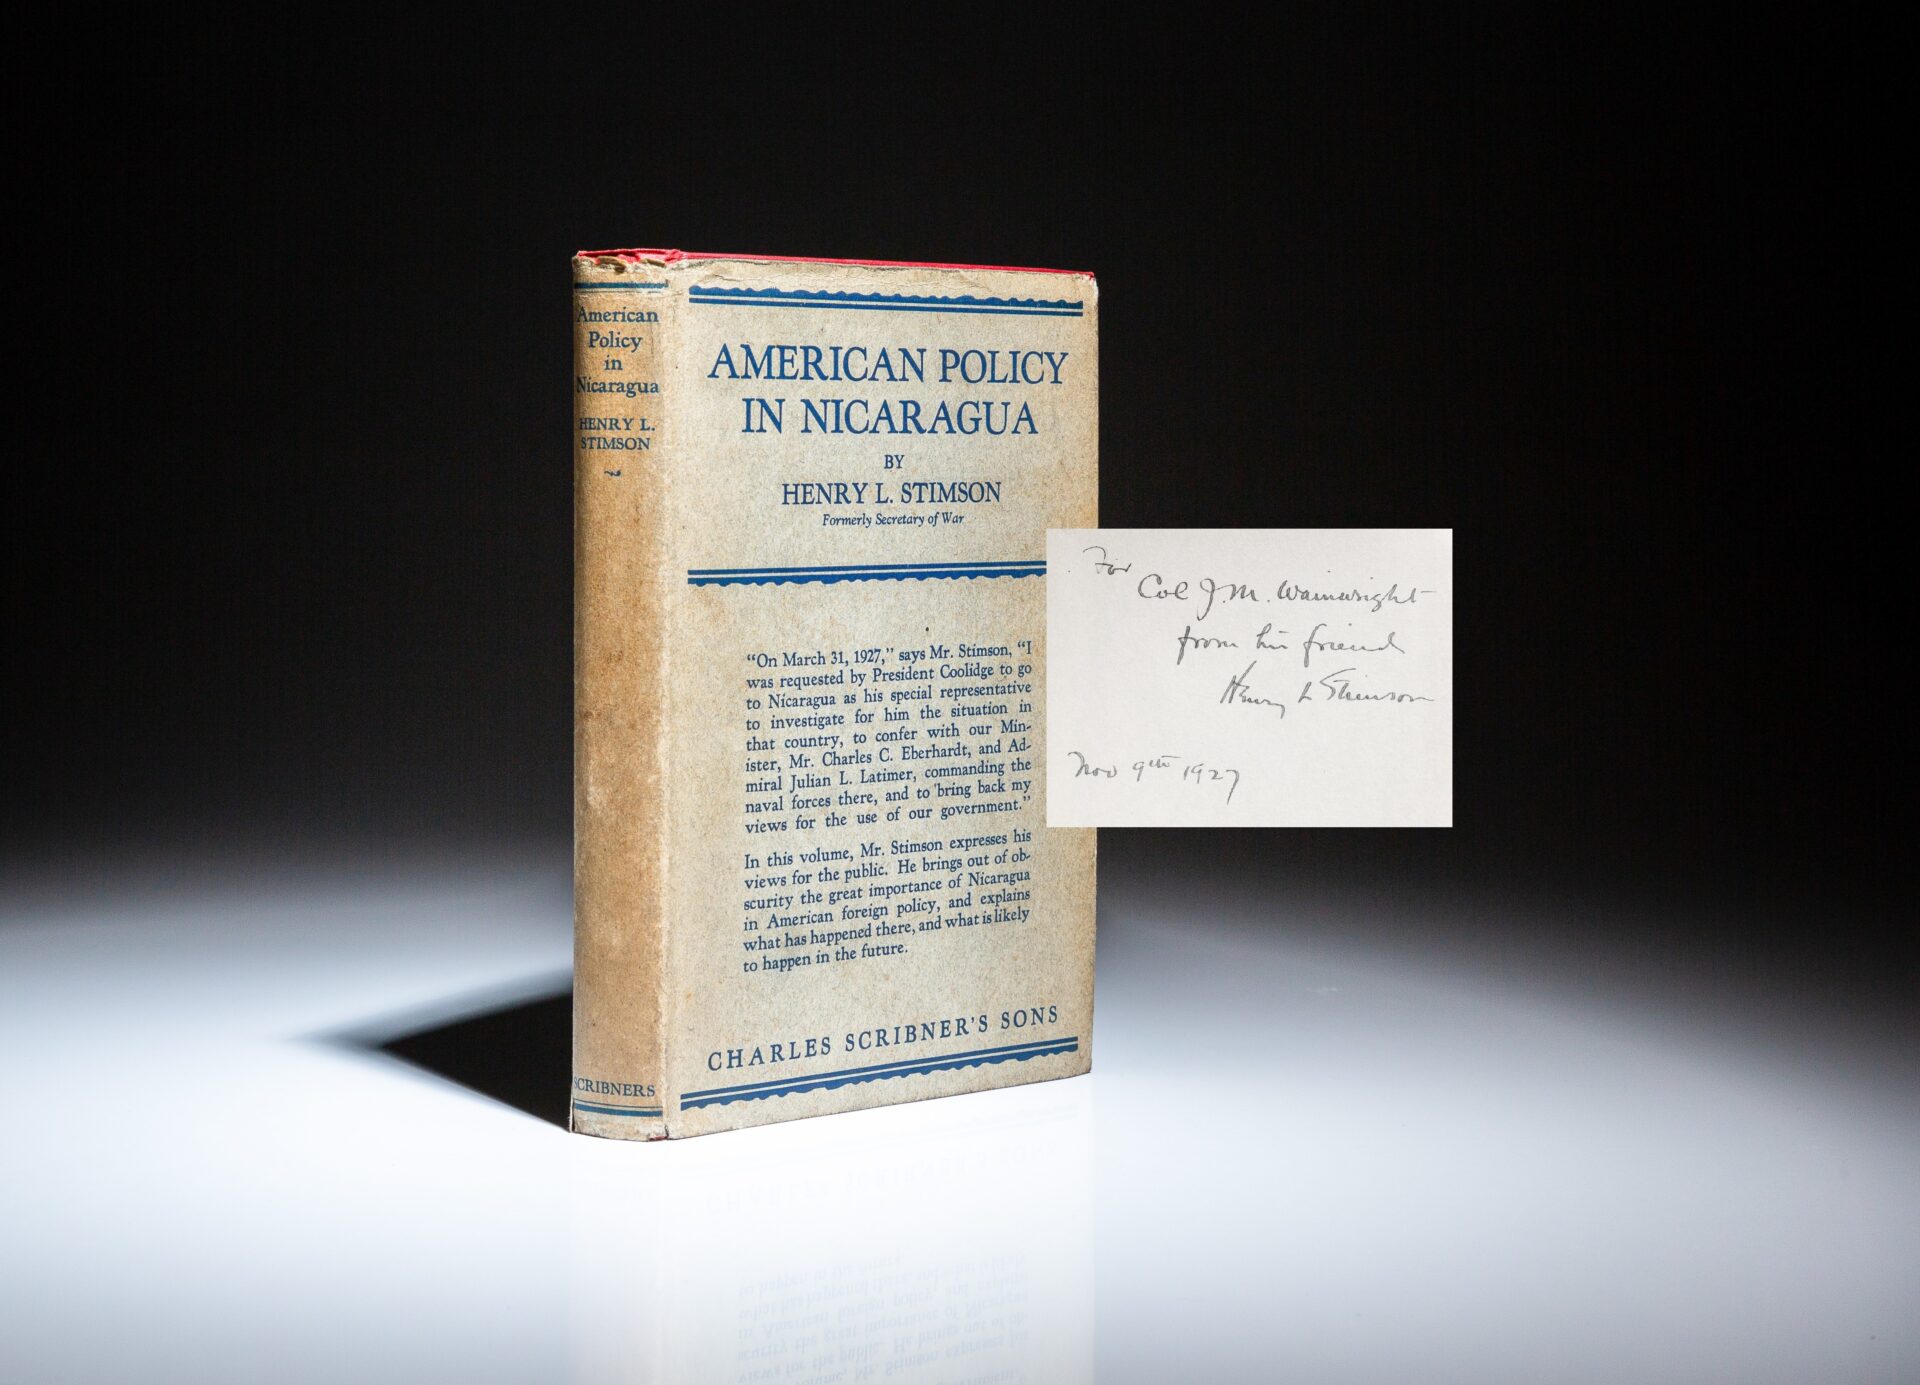 American
Policy
in
Nicaragua
HENRY L.
STIMSON
SCRIBNERS
AMERICAN POLICY
IN NICARAGUA
BY
HENRY L. STIMSON
Formerly Secretary of War
“On March 31, 1927,” says Mr. Stimson, “I
was requested by President Coolidge to go
to Nicaragua as his special representative
to investigate for him the situation in
that country, to confer with our Min-
ister, Mr. Charles C. Eberhardt, and Ad-
miral Julian L. Latimer, commanding the
naval forces there, and to bring back my
views for the use of our government.”
In this volume, Mr. Stimson expresses his
views for the public. He brings out of ob-
scurity the great importance of Nicaragua
in American foreign policy, and explains
what has happened there, and what is likely
to happen in the future.
CHARLES SCRIBNER'S SONS
For
Col J. M. Wainwright
from his friend
Henry L Stimson
Nov 9th 1927